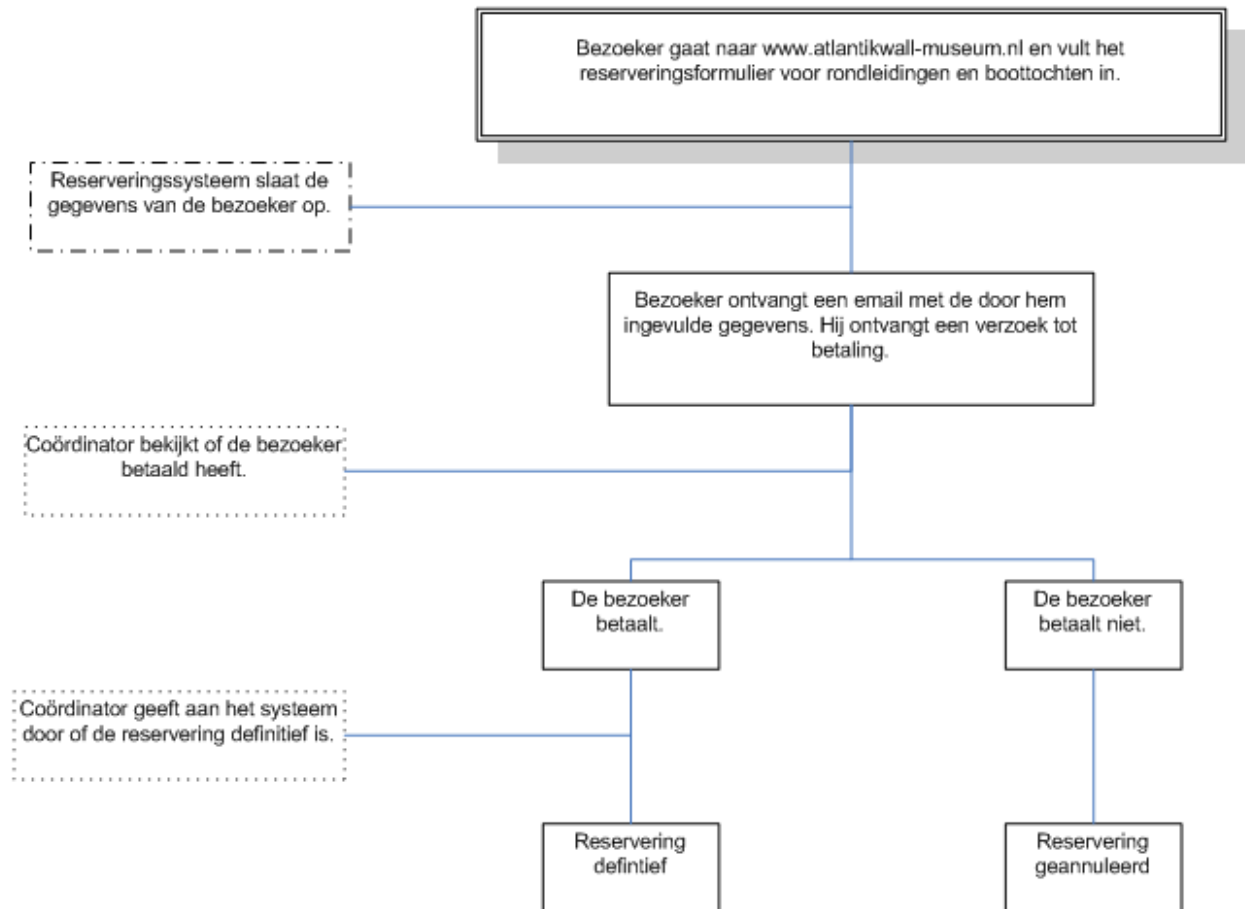 Bezoeker gaat naar www.atlantikwall-museum.nl en vult het
reserveringsformulier voor rondleidingen en boottochten in.
Reserveringssysteem slaat de
gegevens van de bezoeker op.
Bezoeker ontvangt een email met de door hem
ingevulde gegevens. Hij ontvangt een verzoek tot
betaling.
Coördinator bekijkt of de bezoeker
betaald heeft.
De bezoeker
betaalt.
De bezoeker
betaalt niet.
Coördinator geeft aan het systeem
door of de reservering definitief is.
Reservering
defintief
Reservering
geannuleerd